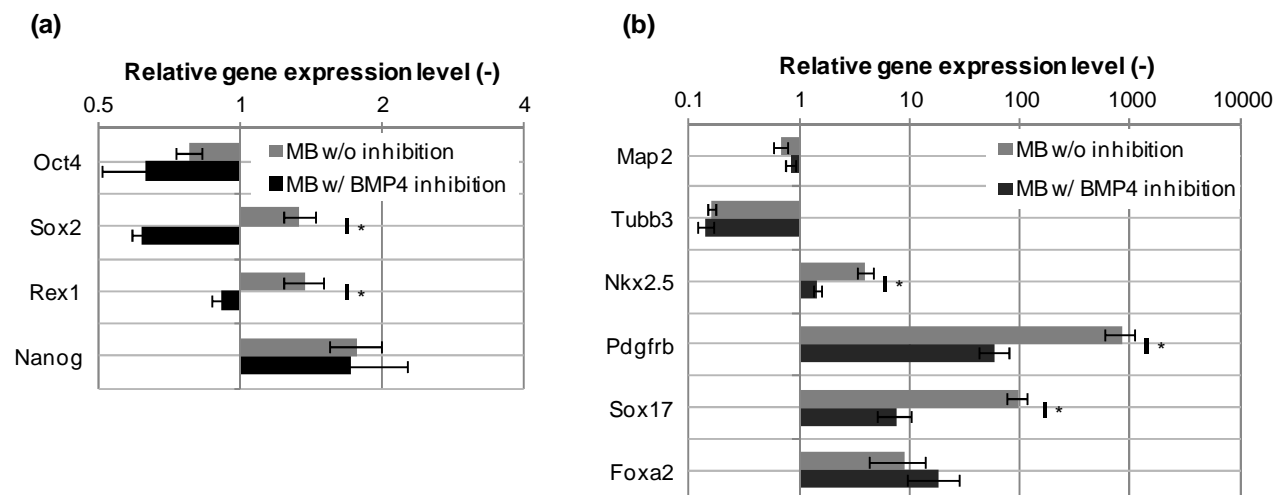 (a)
Relative gene expression level (-)
0.5 1 2 4
Oct4
Sox2
Rex1
Nanog
MB w/o inhibition
MB w/ BMP4 inhibition
*
*
(b)
Relative gene expression level (-)
0.1 1 10 100 1000 10000
Map2
Tubb3
Nkx2.5
Pdgfrb
Sox17
Foxa2
MB w/o inhibition
MB w/ BMP4 inhibition
*
*
*